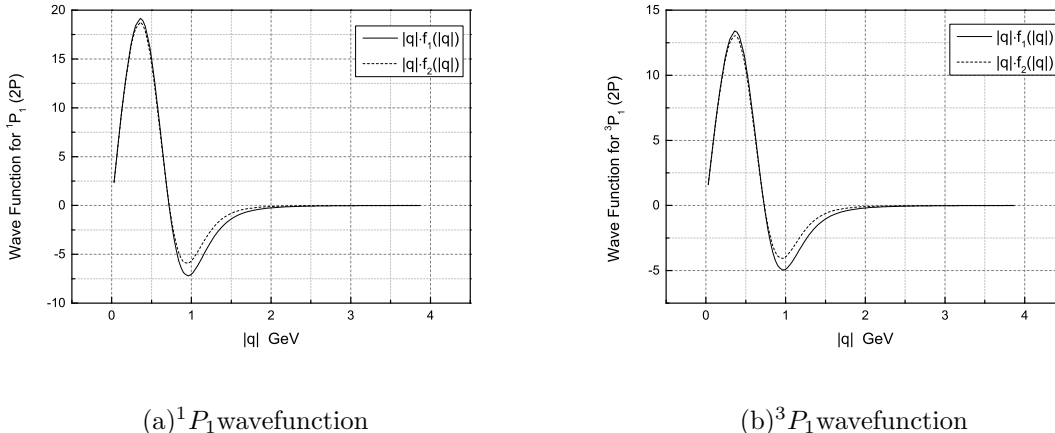 Wave Function for ¹P₁ (2P)
20
15
10
5
0
-5
-10
0 1 2 3 4
|q| GeV
|q|·f₁(|q|)
|q|·f₂(|q|)
(a)¹P₁wavefunction
Wave Function for ³P₁ (2P)
15
10
5
0
-5
0 1 2 3 4
|q| GeV
|q|·f₁(|q|)
|q|·f₂(|q|)
(b)³P₁wavefunction